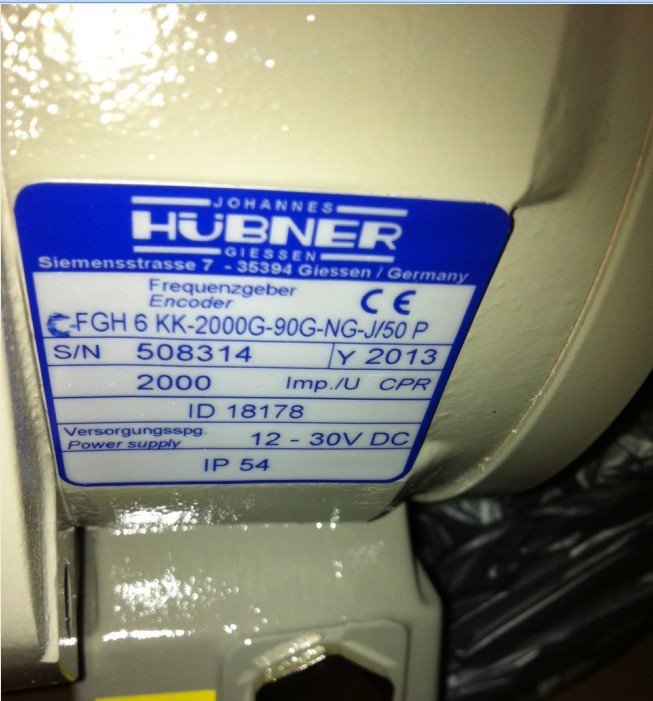 JOHANNES
HÜBNER
GIESSEN
Siemensstrasse 7 - 35394 Giessen / Germany
Frequenzgeber
Encoder
CE
-FGH 6 KK-2000G-90G-NG-J/50 P
S/N 508314 Y 2013
2000 Imp./U CPR
ID 18178
Versorgungsspg.
Power supply 12 - 30V DC
IP 54